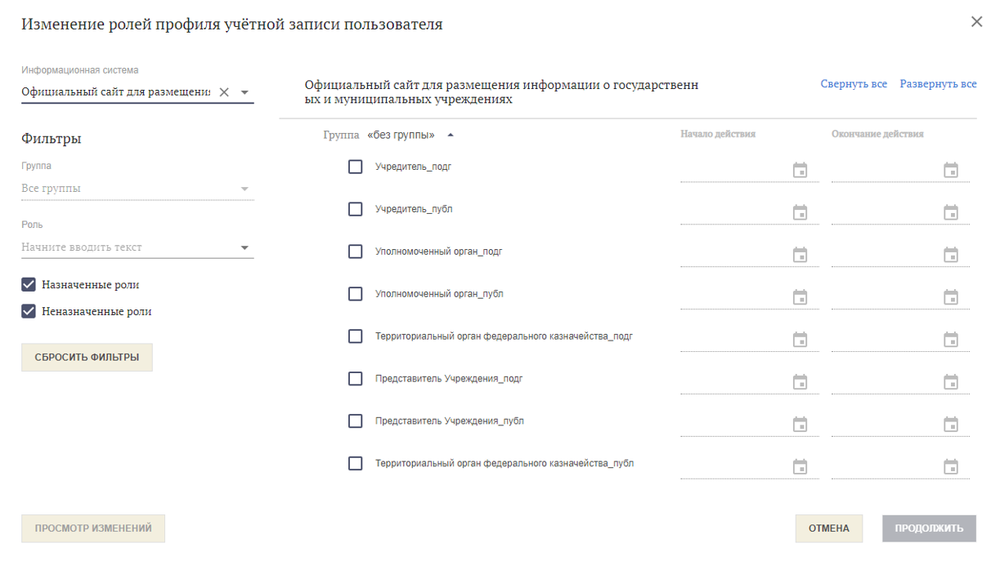 Изменение ролей профиля учётной записи пользователя
Информационная система
Официальный сайт для размещения
Фильтры
Группа
Все группы
Роль
Начните вводить текст
Назначенные роли
Неназначенные роли
СБРОСИТЬ ФИЛЬТРЫ
Официальный сайт для размещения информации о государственн
ых и муниципальных учреждениях
Свернуть все Развернуть все
Группа «без группы» Начало действия Окончание действия
Учредитель_подг
Учредитель_публ
Уполномоченный орган_подг
Уполномоченный орган_публ
Территориальный орган федерального казначейства_подг
Представитель Учреждения_подг
Представитель Учреждения_публ
Территориальный орган федерального казначейства_публ
ПРОСМОТР ИЗМЕНЕНИЙ ОТМЕНА ПРОДОЛЖИТЬ